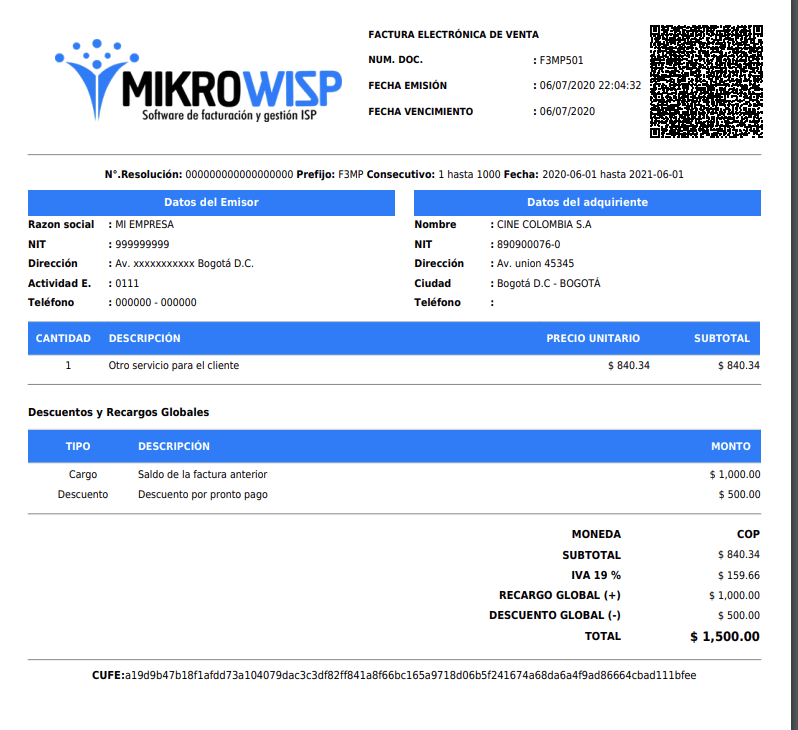 MIKROWISP
Software de facturación y gestión ISP
FACTURA ELECTRÓNICA DE VENTA
NUM. DOC. : F3MP501
FECHA EMISIÓN : 06/07/2020 22:04:32
FECHA VENCIMIENTO : 06/07/2020
N°.Resolución: 000000000000000000 Prefijo: F3MP Consecutivo: 1 hasta 1000 Fecha: 2020-06-01 hasta 2021-06-01
Datos del Emisor
Razon social : MI EMPRESA
NIT : 999999999
Dirección : Av. xxxxxxxxxxx Bogotá D.C.
Actividad E. : 0111
Teléfono : 000000 - 000000
Datos del adquiriente
Nombre : CINE COLOMBIA S.A
NIT : 890900076-0
Dirección : Av. union 45345
Ciudad : Bogotá D.C - BOGOTÁ
Teléfono :
CANTIDAD DESCRIPCIÓN PRECIO UNITARIO SUBTOTAL
1 Otro servicio para el cliente $ 840.34 $ 840.34
Descuentos y Recargos Globales
TIPO DESCRIPCIÓN MONTO
Cargo Saldo de la factura anterior $ 1,000.00
Descuento Descuento por pronto pago $ 500.00
MONEDA COP
SUBTOTAL $ 840.34
IVA 19 % $ 159.66
RECARGO GLOBAL (+) $ 1,000.00
DESCUENTO GLOBAL (-) $ 500.00
TOTAL $ 1,500.00
CUFE:a19d9b47b18f1afdd73a104079dac3c3df82ff841a8f66bc165a9718d06b5f241674a68da6a4f9ad86664cbad111bfee